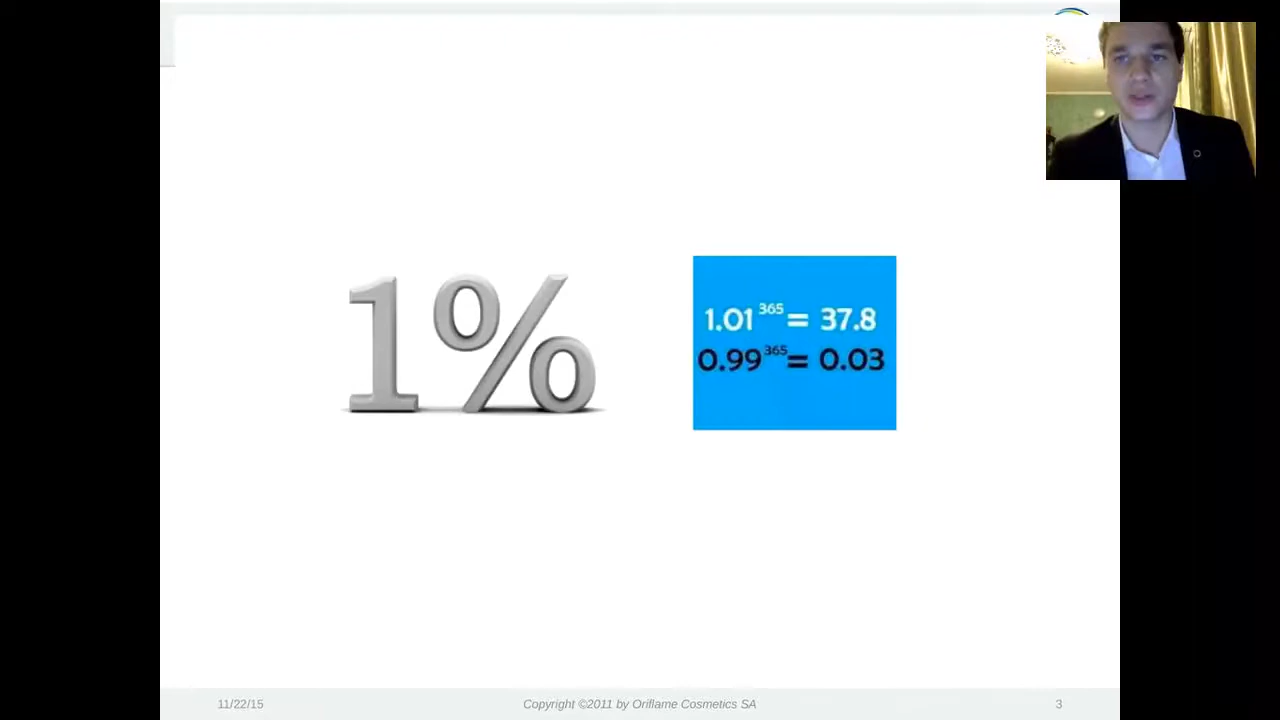 1%
1.01 365 = 37.8
0.99 365 = 0.03
11/22/15
Copyright ©2011 by Oriflame Cosmetics SA
3